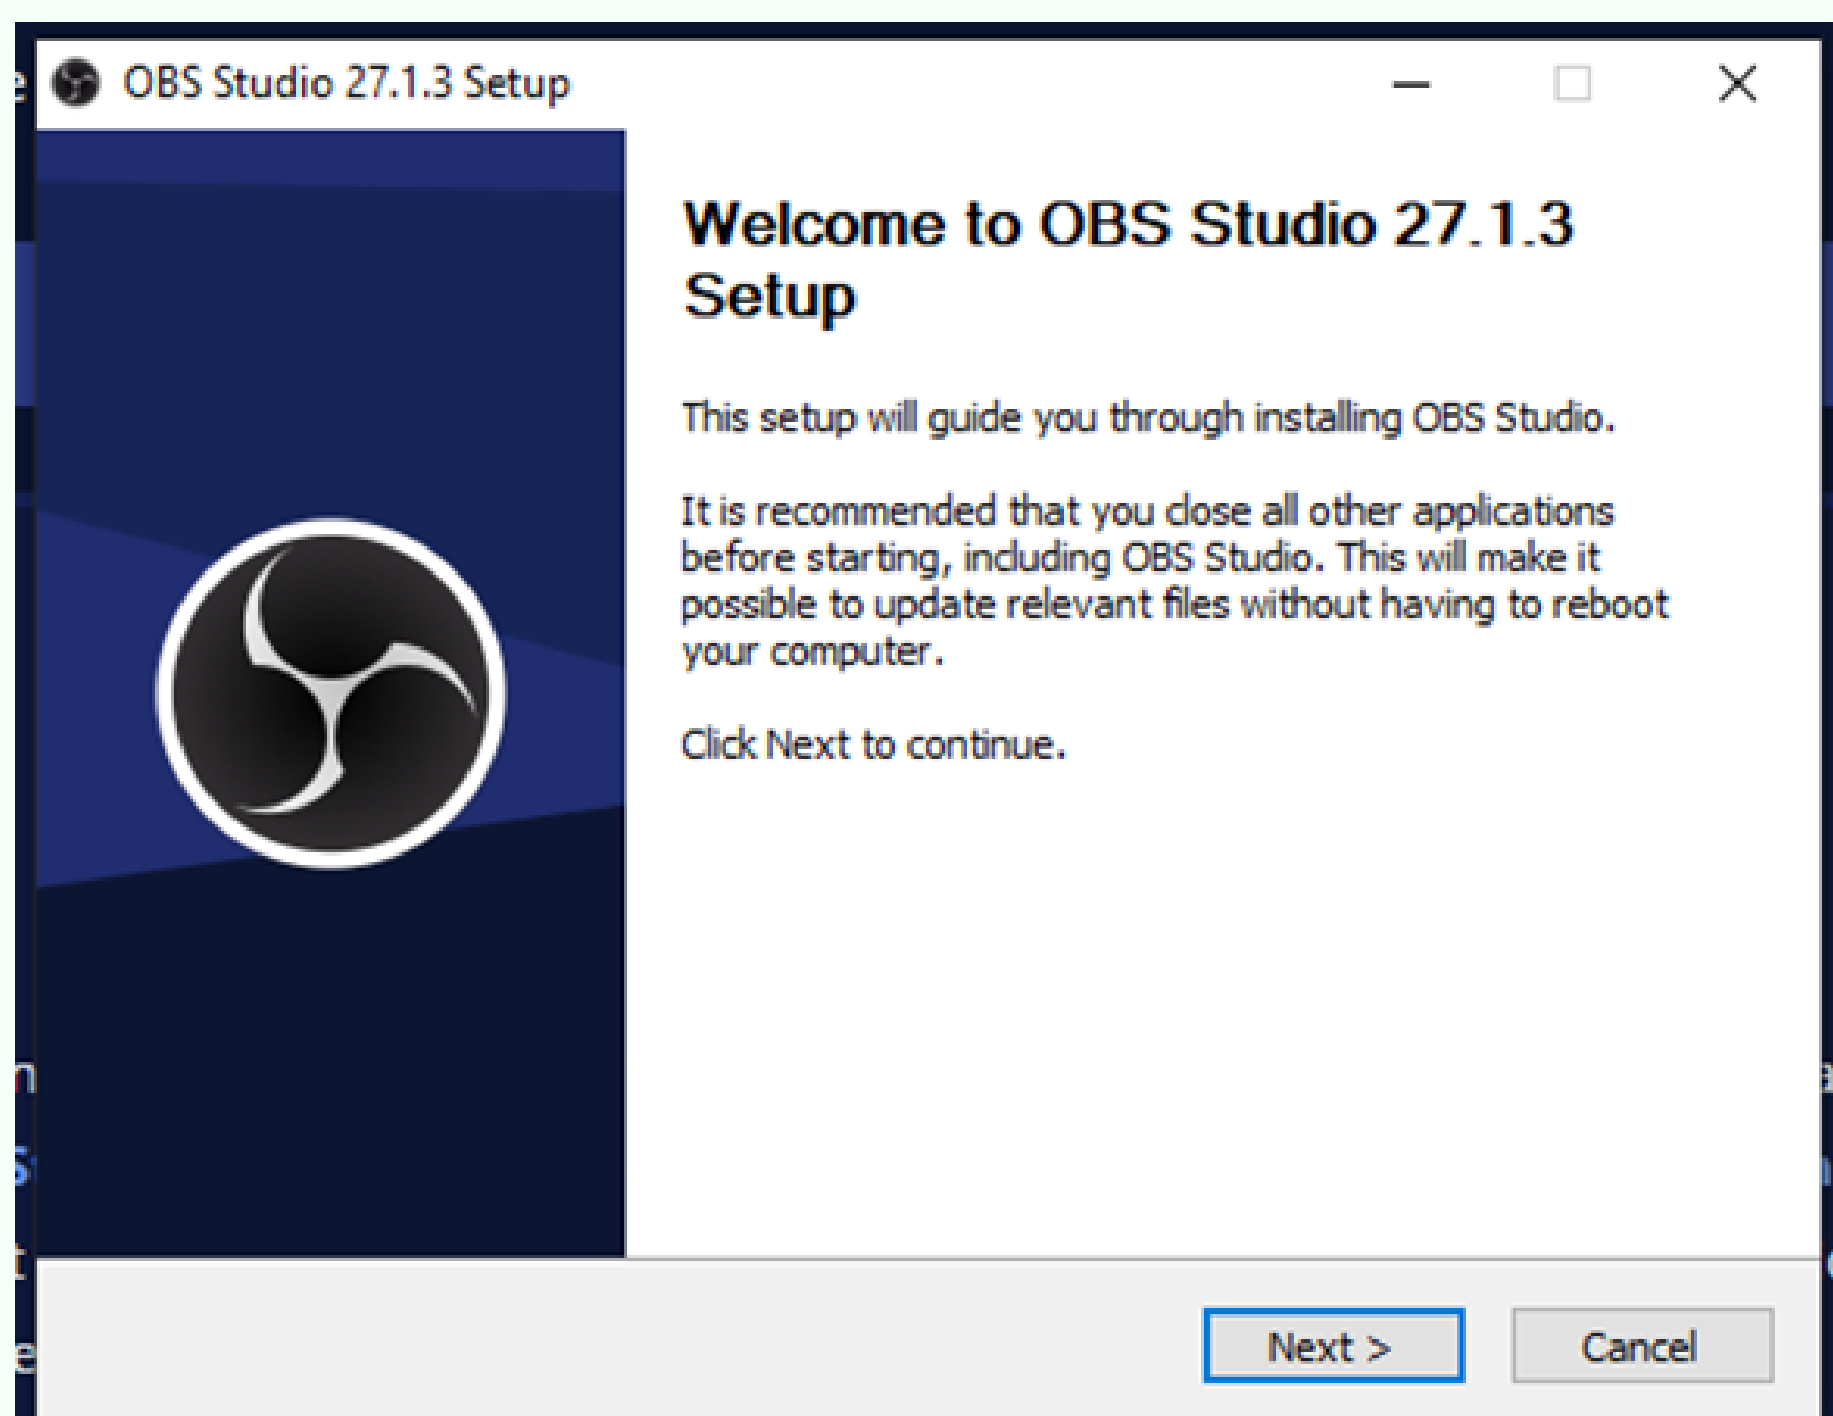 OBS Studio 27.1.3 Setup
Welcome to OBS Studio 27.1.3
Setup
This setup will guide you through installing OBS Studio.
It is recommended that you close all other applications
before starting, including OBS Studio. This will make it
possible to update relevant files without having to reboot
your computer.
Click Next to continue.
Next >
Cancel